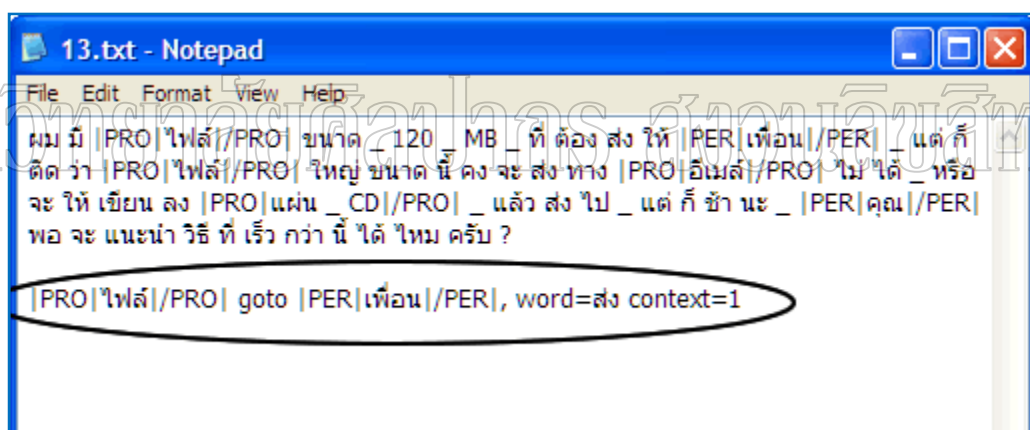 13.txt - Notepad
File Edit Format View Help
ผม มี |PRO|ไฟล์|/PRO| ขนาด _ 120 _ MB _ ที่ ต้อง ส่ง ให้ |PER|เพื่อน|/PER| _ แต่ ก็
ติด ว่า |PRO|ไฟล์|/PRO| ใหญ่ ขนาด นี้ คง จะ ส่ง ทาง |PRO|อีเมล์|/PRO| ไม่ ได้ _ หรือ
จะ ให้ เขียน ลง |PRO|แผ่น _ CD|/PRO| _ แล้ว ส่ง ไป _ แต่ ก็ ช้า นะ _ |PER|คุณ|/PER|
พอ จะ แนะนำ วิธี ที่ เร็ว กว่า นี้ ได้ ไหม ครับ ?
|PRO|ไฟล์|/PRO| goto |PER|เพื่อน|/PER|, word=ส่ง context=1